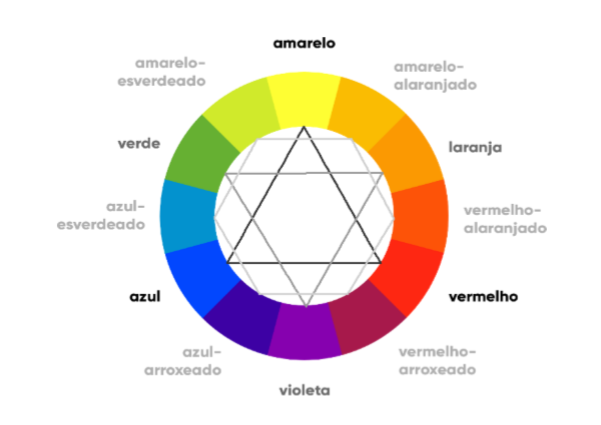 amarelo
amarelo-
esverdeado
amarelo-
alaranjado
verde
laranja
azul-
esverdeado
vermelho-
alaranjado
azul
vermelho
azul-
arroxeado
vermelho-
arroxeado
violeta